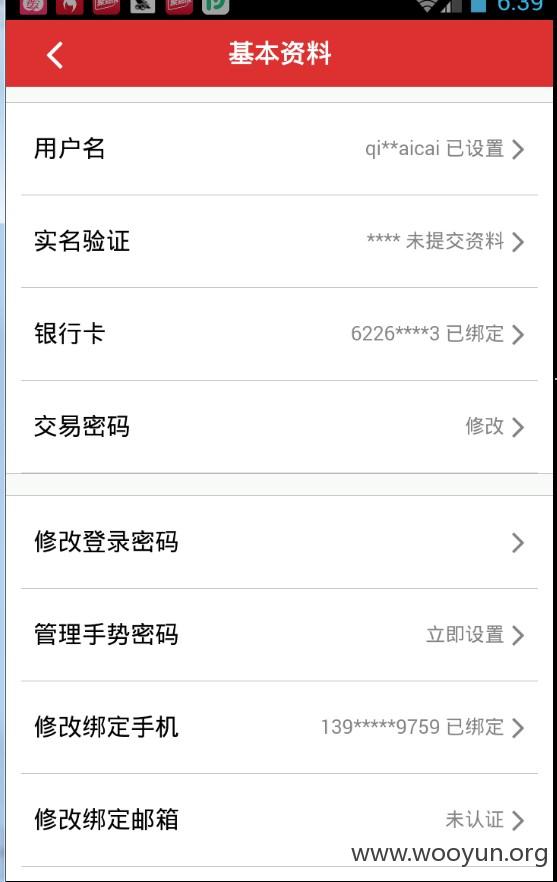 6:39
基本资料
用户名 qi**aicai 已设置
实名验证 **** 未提交资料
银行卡 6226****3 已绑定
交易密码 修改
修改登录密码
管理手势密码 立即设置
修改绑定手机 139*****9759 已绑定
修改绑定邮箱 未认证
www.wooyun.org